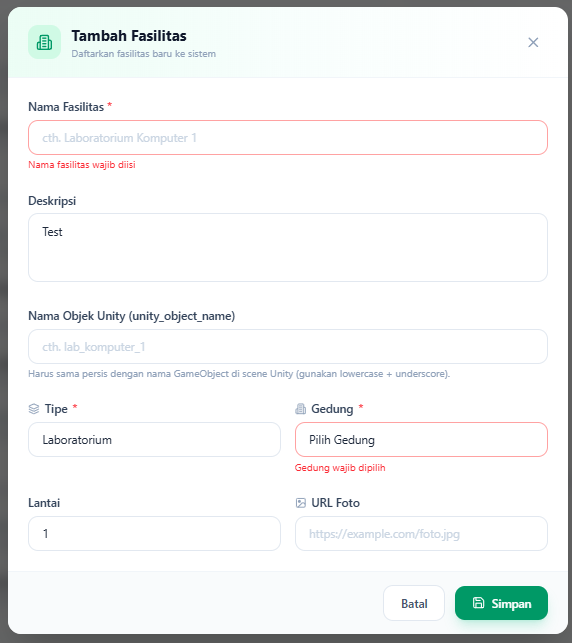 Tambah Fasilitas
Daftarkan fasilitas baru ke sistem
Nama Fasilitas *
cth. Laboratorium Komputer 1
Nama fasilitas wajib diisi
Deskripsi
Test
Nama Objek Unity (unity_object_name)
cth. lab_komputer_1
Harus sama persis dengan nama GameObject di scene Unity (gunakan lowercase + underscore).
Tipe *
Laboratorium
Gedung *
Pilih Gedung
Gedung wajib dipilih
Lantai
1
URL Foto
https://example.com/foto.jpg
Batal
Simpan